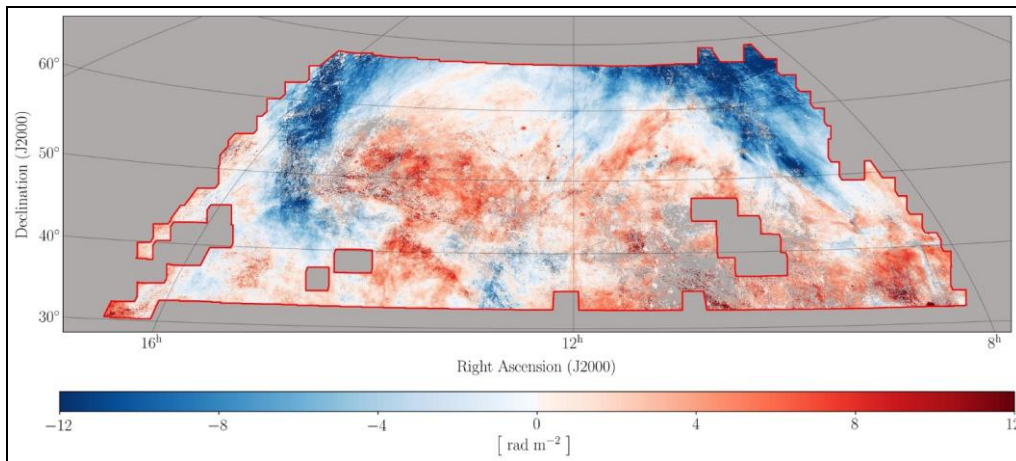 60°
50°
40°
30°
Declination (J2000)
16ʰ 12ʰ 8ʰ
Right Ascension (J2000)
−12 −8 −4 0 4 8 12
[ rad m⁻² ]